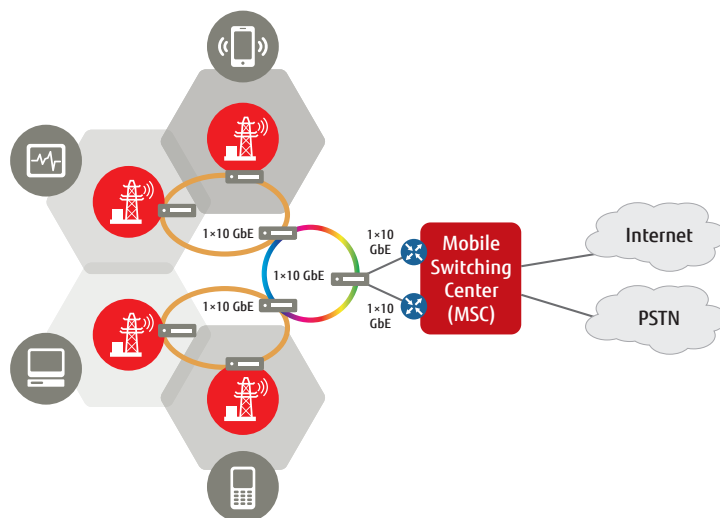 1×10 GbE
1×10 GbE
1×10 GbE
1×10
GbE
1×10
GbE
Mobile
Switching
Center
(MSC)
Internet
PSTN